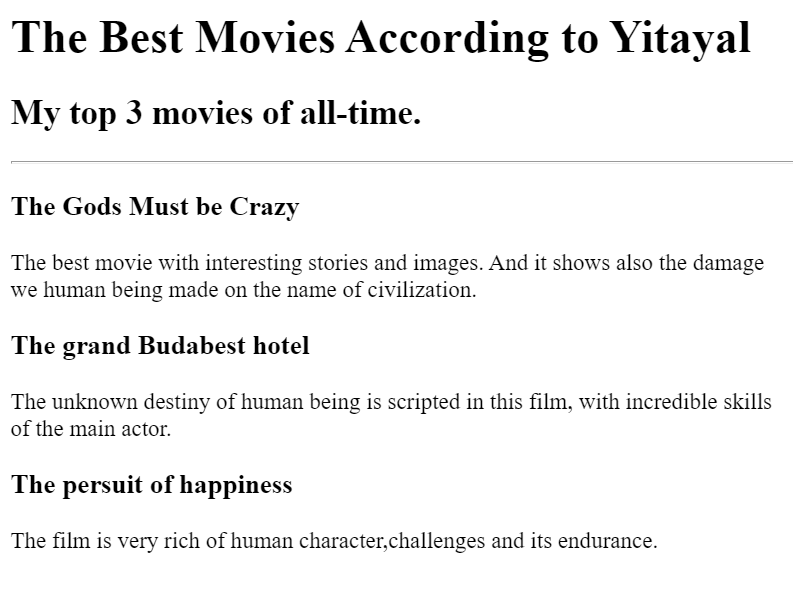 The Best Movies According to Yitayal
My top 3 movies of all-time.
The Gods Must be Crazy
The best movie with interesting stories and images. And it shows also the damage
we human being made on the name of civilization.
The grand Budabest hotel
The unknown destiny of human being is scripted in this film, with incredible skills
of the main actor.
The persuit of happiness
The film is very rich of human character,challenges and its endurance.